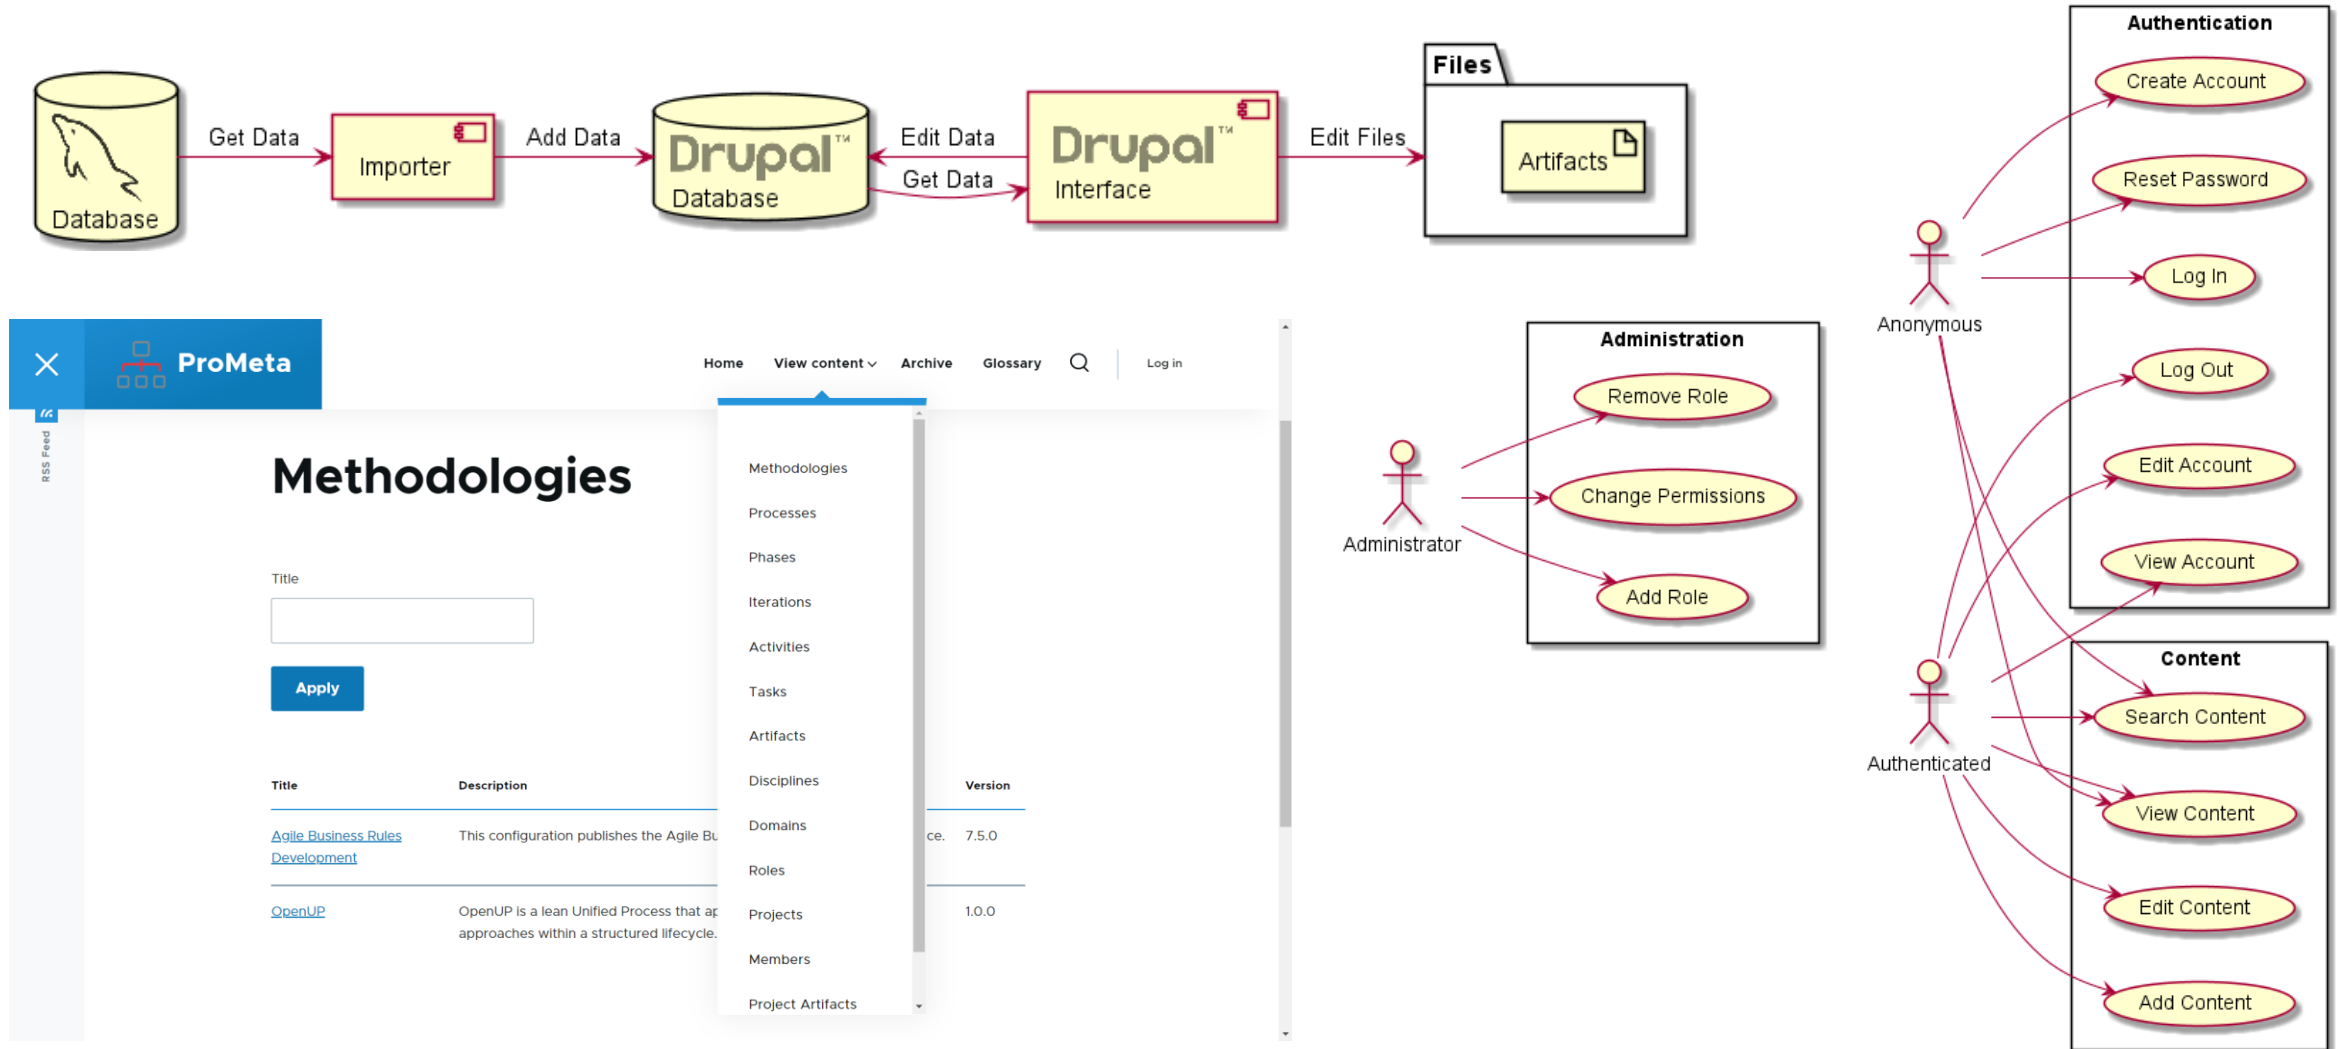 Database
Get Data
Importer
Add Data
Drupal™
Database
Edit Data
Get Data
Drupal™
Interface
Edit Files
Files
Artifacts
ProMeta
Home View content Archive Glossary Log in
RSS Feed
Methodologies
Title
Apply
Title Description Version
Agile Business Rules
Development
This configuration publishes the Agile Bu
ce. 7.5.0
OpenUP
OpenUP is a lean Unified Process that ap
approaches within a structured lifecycle.
1.0.0
Methodologies
Processes
Phases
Iterations
Activities
Tasks
Artifacts
Disciplines
Domains
Roles
Projects
Members
Project Artifacts
Administrator
Administration
Remove Role
Change Permissions
Add Role
Anonymous
Authenticated
Authentication
Create Account
Reset Password
Log In
Log Out
Edit Account
View Account
Content
Search Content
View Content
Edit Content
Add Content